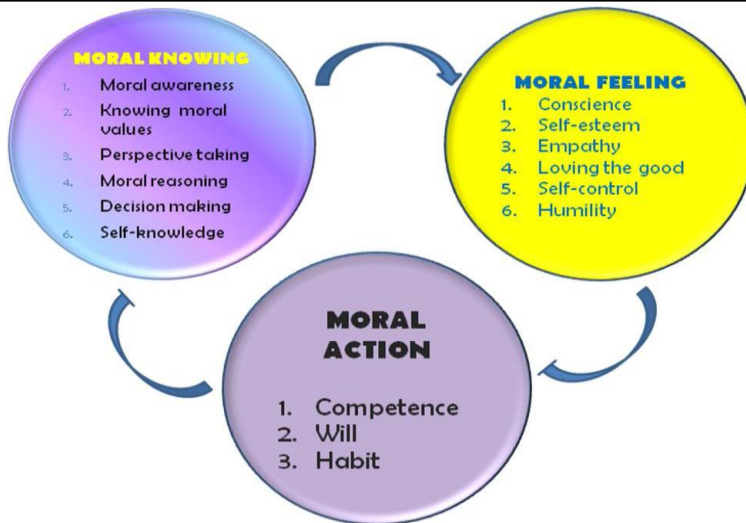 MORAL KNOWING
1. Moral awareness
2. Knowing moral
values
3. Perspective taking
4. Moral reasoning
5. Decision making
6. Self-knowledge
MORAL FEELING
1. Conscience
2. Self-esteem
3. Empathy
4. Loving the good
5. Self-control
6. Humility
MORAL
ACTION
1. Competence
2. Will
3. Habit